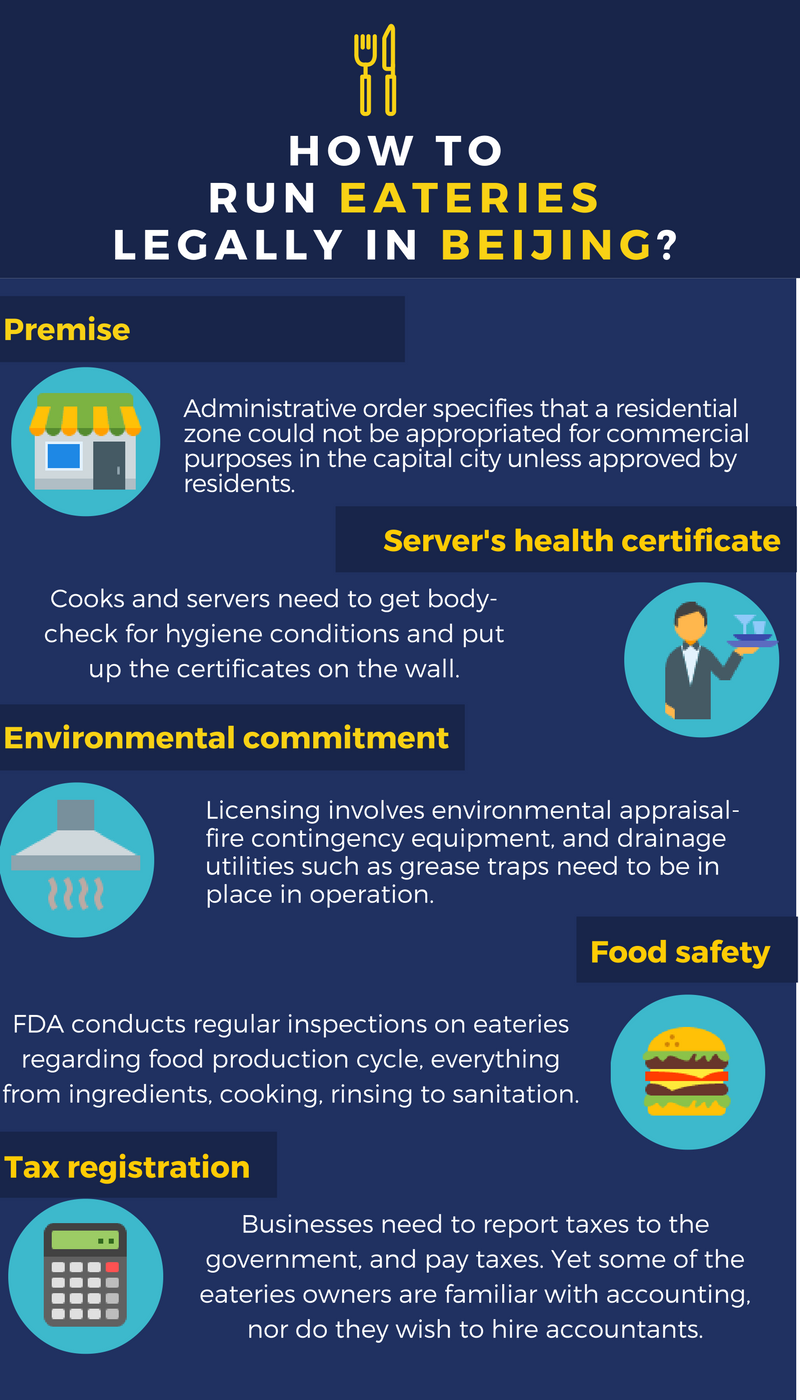 HOW TO
RUN EATERIES
LEGALLY IN BEIJING?
Premise
Administrative order specifies that a residential
zone could not be appropriated for commercial
purposes in the capital city unless approved by
residents.
Server's health certificate
Cooks and servers need to get body-
check for hygiene conditions and put
up the certificates on the wall.
Environmental commitment
Licensing involves environmental appraisal-
fire contingency equipment, and drainage
utilities such as grease traps need to be in
place in operation.
Food safety
FDA conducts regular inspections on eateries
regarding food production cycle, everything
from ingredients, cooking, rinsing to sanitation.
Tax registration
Businesses need to report taxes to the
government, and pay taxes. Yet some of the
eateries owners are familiar with accounting,
nor do they wish to hire accountants.